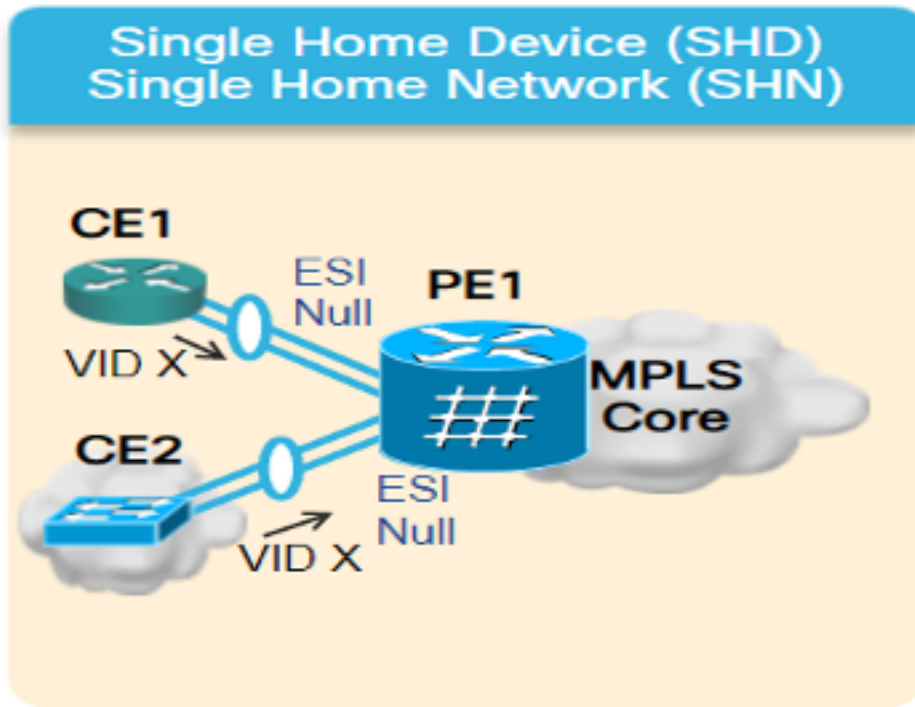 Single Home Device (SHD)
Single Home Network (SHN)
CE1
ESI
Null
PE1
VID X
MPLS
Core
CE2
ESI
Null
VID X